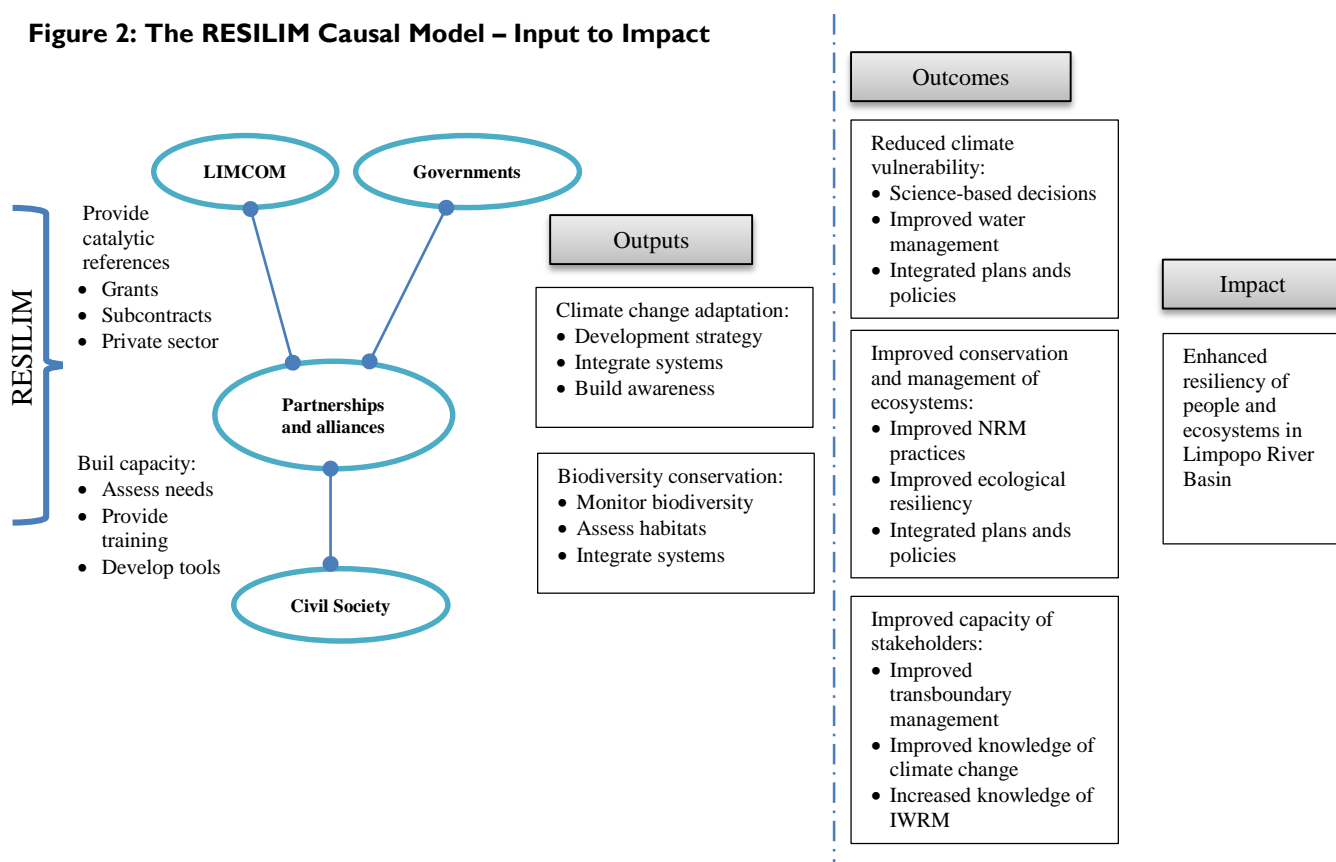 Figure 2: The RESILIM Causal Model – Input to Impact
RESILIM
Provide
catalytic
references
• Grants
• Subcontracts
• Private sector
Buil capacity:
• Assess needs
• Provide
training
• Develop tools
LIMCOM
Governments
Partnerships
and alliances
Civil Society
Outputs
Climate change adaptation:
• Development strategy
• Integrate systems
• Build awareness
Biodiversity conservation:
• Monitor biodiversity
• Assess habitats
• Integrate systems
Outcomes
Reduced climate
vulnerability:
• Science-based decisions
• Improved water
management
• Integrated plans ands
policies
Improved conservation
and management of
ecosystems:
• Improved NRM
practices
• Improved ecological
resiliency
• Integrated plans ands
policies
Improved capacity of
stakeholders:
• Improved
transboundary
management
• Improved knowledge of
climate change
• Increased knowledge of
IWRM
Impact
Enhanced
resiliency of
people and
ecosystems in
Limpopo River
Basin